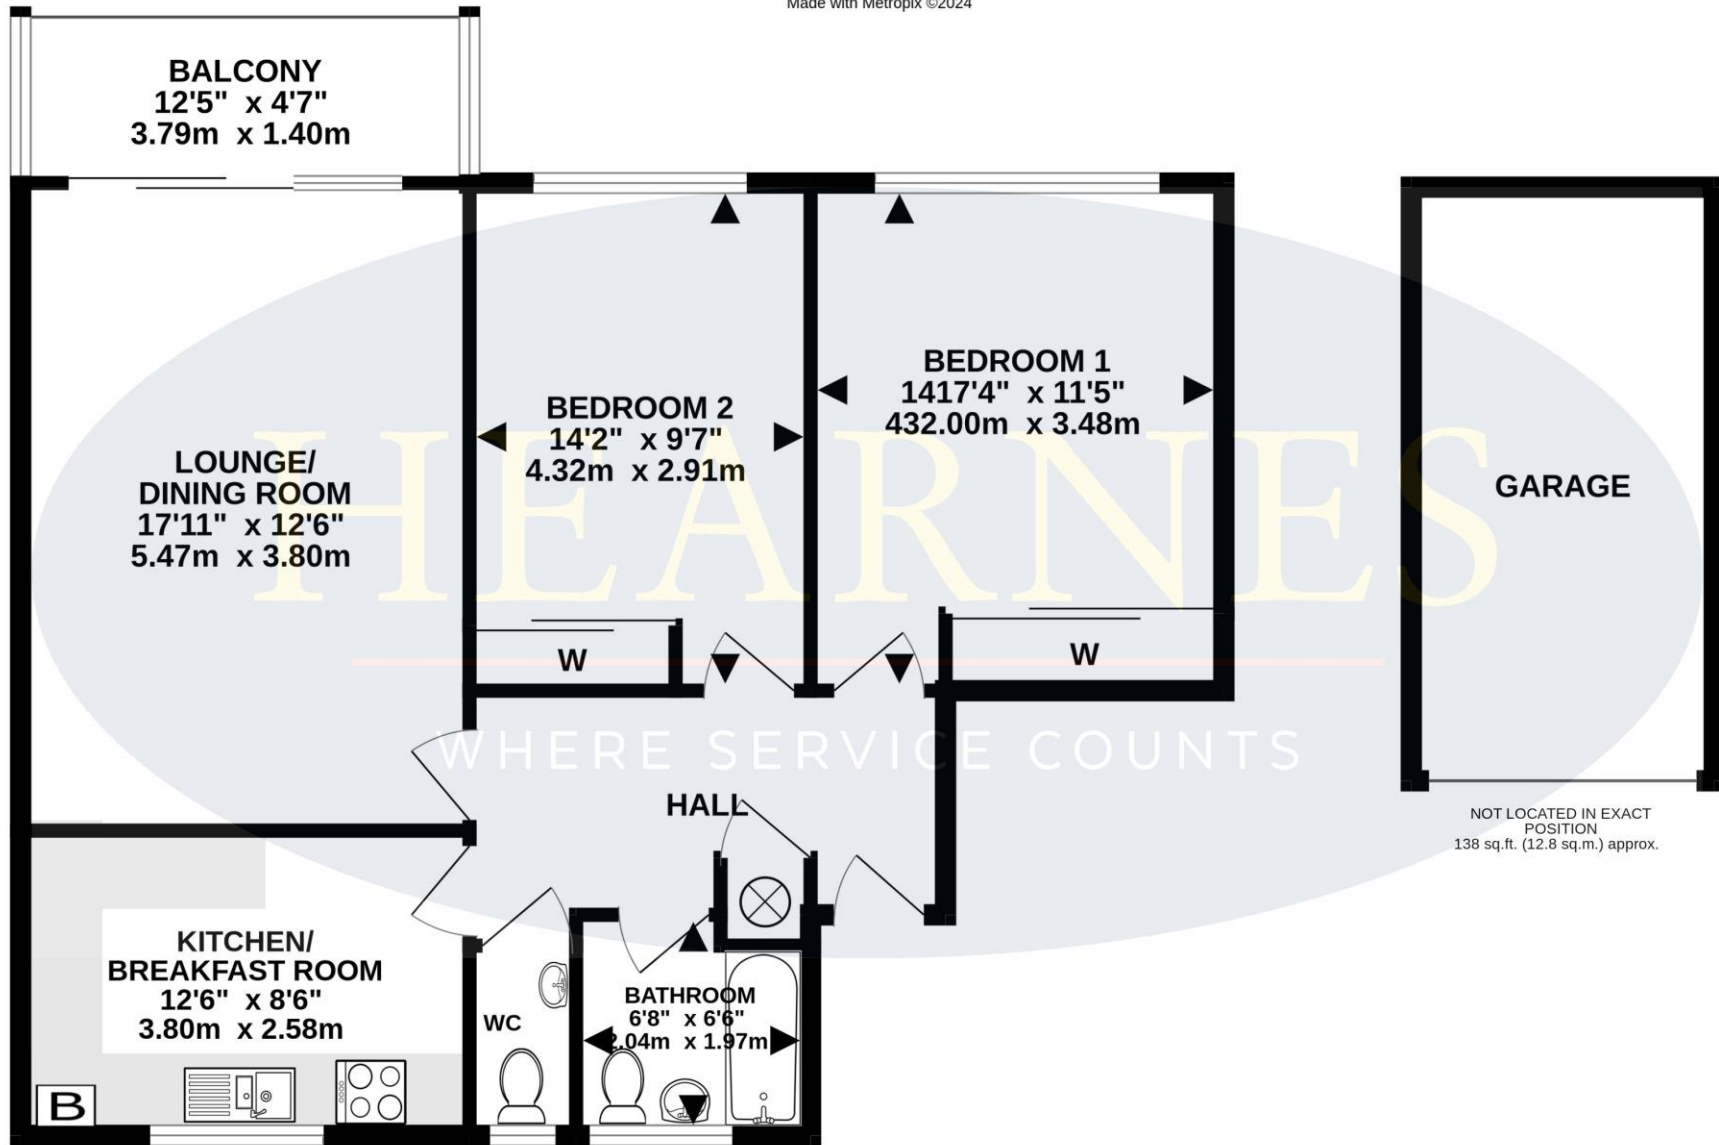 Made with Metropix ©2024
BALCONY
12'5" x 4'7"
3.79m x 1.40m
BEDROOM 1
1417'4" x 11'5"
432.00m x 3.48m
BEDROOM 2
14'2" x 9'7"
4.32m x 2.91m
LOUNGE/
DINING ROOM
17'11" x 12'6"
5.47m x 3.80m
GARAGE
HEARNES
W
W
WHERE SERVICE COUNTS
HALL
NOT LOCATED IN EXACT
POSITION
138 sq.ft. (12.8 sq.m.) approx.
KITCHEN/
BREAKFAST ROOM
12'6" x 8'6"
3.80m x 2.58m
WC
BATHROOM
6'8" x 6'6"
2.04m x 1.97m
B